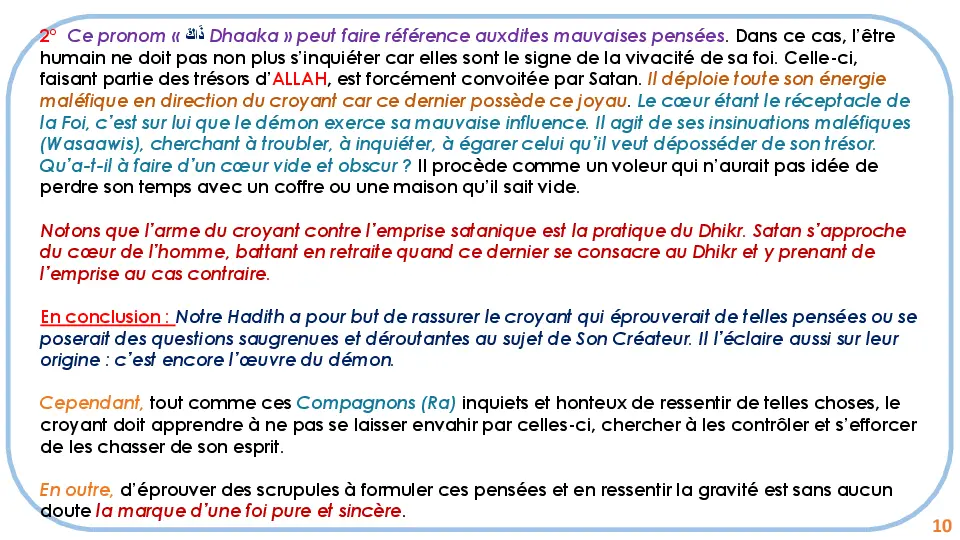 2° Ce pronom « ذَاكَ Dhaaka » peut faire référence auxdites mauvaises pensées. Dans ce cas, l’être
humain ne doit pas non plus s’inquiéter car elles sont le signe de la vivacité de sa foi. Celle-ci,
faisant partie des trésors d’ALLAH, est forcément convoitée par Satan. Il déploie toute son énergie
maléfique en direction du croyant car ce dernier possède ce joyau. Le cœur étant le réceptacle de
la Foi, c’est sur lui que le démon exerce sa mauvaise influence. Il agit de ses insinuations maléfiques
(Wasaawis), cherchant à troubler, à inquiéter, à égarer celui qu’il veut déposséder de son trésor.
Qu’a-t-il à faire d’un cœur vide et obscur ? Il procède comme un voleur qui n’aurait pas idée de
perdre son temps avec un coffre ou une maison qu’il sait vide.
Notons que l’arme du croyant contre l’emprise satanique est la pratique du Dhikr. Satan s’approche
du cœur de l’homme, battant en retraite quand ce dernier se consacre au Dhikr et y prenant de
l’emprise au cas contraire.
En conclusion : Notre Hadith a pour but de rassurer le croyant qui éprouverait de telles pensées ou se
poserait des questions saugrenues et déroutantes au sujet de Son Créateur. Il l’éclaire aussi sur leur
origine : c’est encore l’œuvre du démon.
Cependant, tout comme ces Compagnons (Ra) inquiets et honteux de ressentir de telles choses, le
croyant doit apprendre à ne pas se laisser envahir par celles-ci, chercher à les contrôler et s’efforcer
de les chasser de son esprit.
En outre, d’éprouver des scrupules à formuler ces pensées et en ressentir la gravité est sans aucun
doute la marque d’une foi pure et sincère.
10